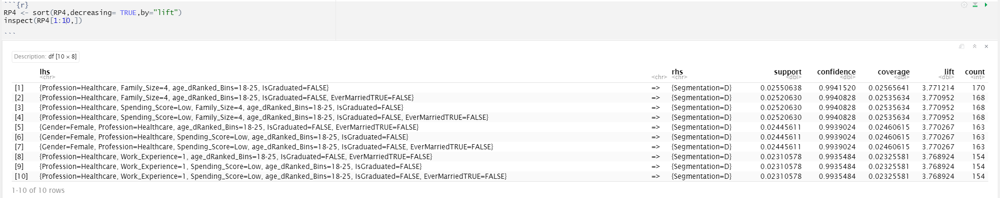 ```{r}
RP4 <- sort(RP4,decreasing= TRUE,by="lift")
inspect(RP4[1:10,])
```
Description: df [10 × 8]
lhs rhs support confidence coverage lift count
<chr> <chr> <chr> <dbl> <dbl> <dbl> <dbl> <int>
[1] {Profession=Healthcare, Family_Size=4, age_dRanked_Bins=18-25, IsGraduated=FALSE} => {Segmentation=D} 0.02550638 0.9941520 0.02565641 3.771214 170
[2] {Profession=Healthcare, Family_Size=4, age_dRanked_Bins=18-25, IsGraduated=FALSE, EverMarriedTRUE=FALSE} => {Segmentation=D} 0.02520630 0.9940828 0.02535634 3.770952 168
[3] {Profession=Healthcare, Spending_Score=Low, Family_Size=4, age_dRanked_Bins=18-25, IsGraduated=FALSE} => {Segmentation=D} 0.02520630 0.9940828 0.02535634 3.770952 168
[4] {Profession=Healthcare, Spending_Score=Low, Family_Size=4, age_dRanked_Bins=18-25, IsGraduated=FALSE, EverMarriedTRUE=FALSE} => {Segmentation=D} 0.02520630 0.9940828 0.02535634 3.770952 168
[5] {Gender=Female, Profession=Healthcare, age_dRanked_Bins=18-25, IsGraduated=FALSE, EverMarriedTRUE=FALSE} => {Segmentation=D} 0.02445611 0.9939024 0.02460615 3.770267 163
[6] {Gender=Female, Profession=Healthcare, Spending_Score=Low, age_dRanked_Bins=18-25, IsGraduated=FALSE} => {Segmentation=D} 0.02445611 0.9939024 0.02460615 3.770267 163
[7] {Gender=Female, Profession=Healthcare, Spending_Score=Low, age_dRanked_Bins=18-25, IsGraduated=FALSE, EverMarriedTRUE=FALSE} => {Segmentation=D} 0.02445611 0.9939024 0.02460615 3.770267 163
[8] {Profession=Healthcare, Work_Experience=1, age_dRanked_Bins=18-25, IsGraduated=FALSE, EverMarriedTRUE=FALSE} => {Segmentation=D} 0.02310578 0.9935484 0.02325581 3.768924 154
[9] {Profession=Healthcare, Work_Experience=1, Spending_Score=Low, age_dRanked_Bins=18-25, IsGraduated=FALSE} => {Segmentation=D} 0.02310578 0.9935484 0.02325581 3.768924 154
[10] {Profession=Healthcare, Work_Experience=1, Spending_Score=Low, age_dRanked_Bins=18-25, IsGraduated=FALSE, EverMarriedTRUE=FALSE} => {Segmentation=D} 0.02310578 0.9935484 0.02325581 3.768924 154
1-10 of 10 rows